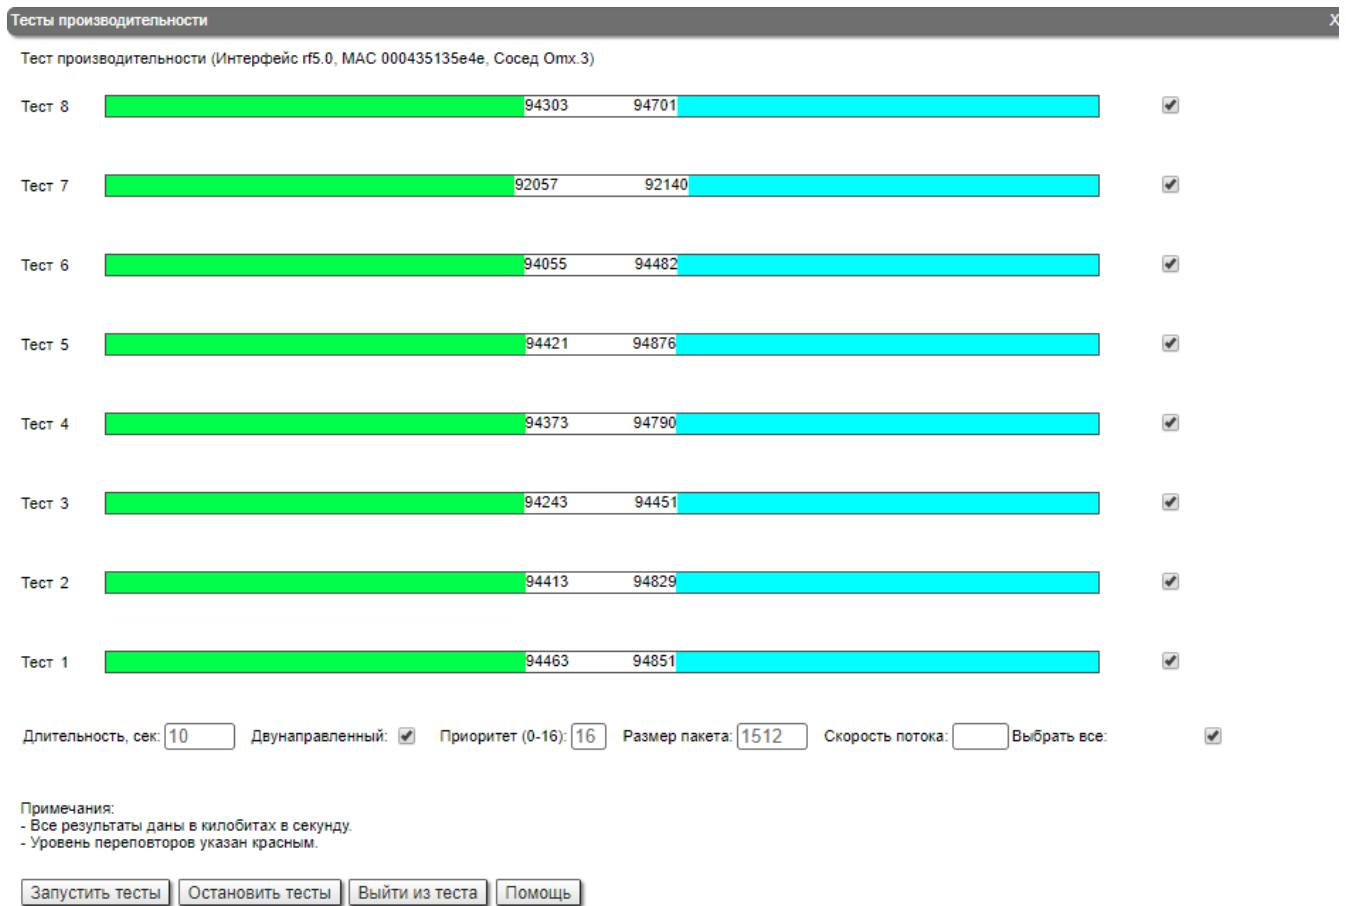 Тесты производительности X
Тест производительности (Интерфейс rf5.0, MAC 000435135e4e, Сосед Omx.3)
Тест 8 94303 94701
Тест 7 92057 92140
Тест 6 94055 94482
Тест 5 94421 94876
Тест 4 94373 94790
Тест 3 94243 94451
Тест 2 94413 94829
Тест 1 94463 94851
Длительность, сек: 10 Двунаправленный: Приоритет (0-16): 16 Размер пакета: 1512 Скорость потока: Выбрать все:
Примечания:
- Все результаты даны в килобитах в секунду.
- Уровень переповторов указан красным.
Запустить тесты Остановить тесты Выйти из теста Помощь